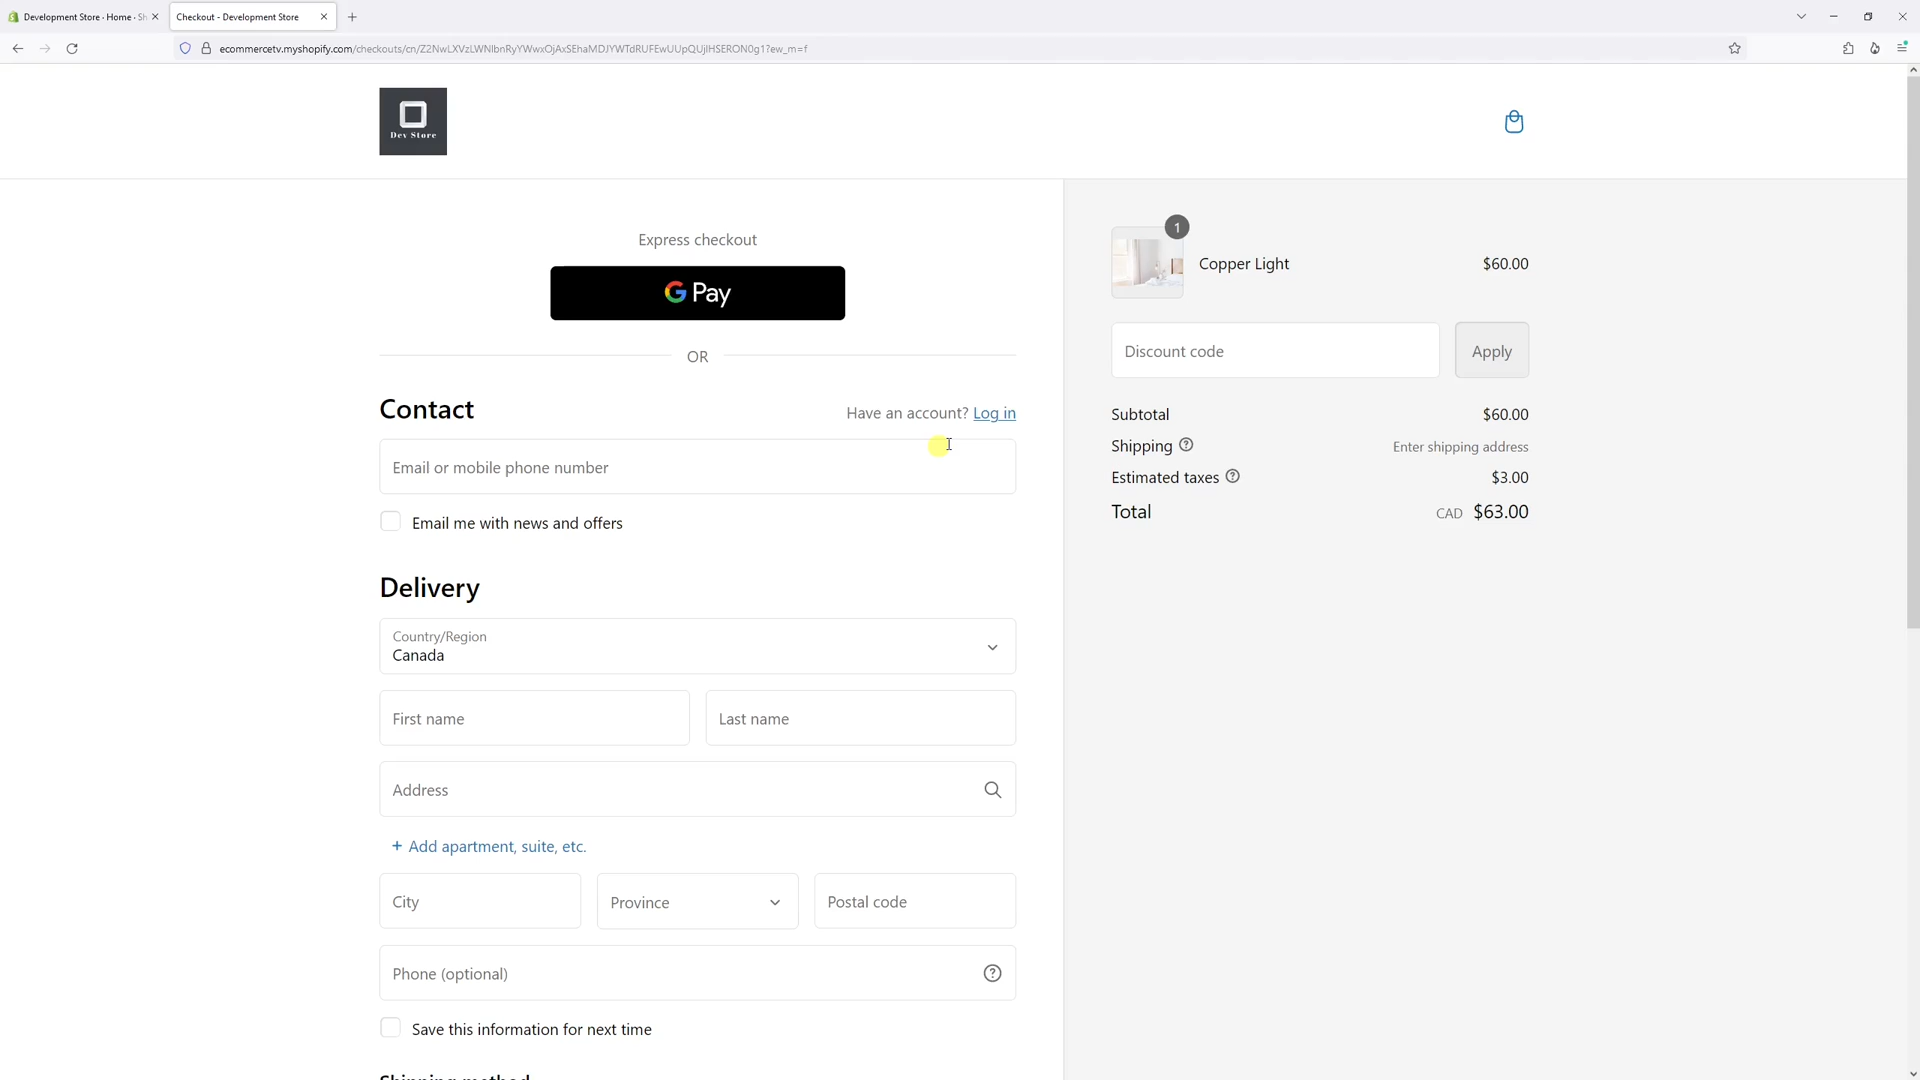 Development Store · Home · Sh
Checkout - Development Store
ecommercetv.myshopify.com/checkouts/cn/Z2NwLXVzLWNlbnRyYWwxOjAxSEhaMDJYWTdRUFEwUUpQUjlHSERON0g1?ew_m=f
Dev Store
Express checkout
G Pay
OR
Contact
Have an account? Log in
Email or mobile phone number
Email me with news and offers
Delivery
Country/Region
Canada
First name
Last name
Address
+ Add apartment, suite, etc.
City
Province
Postal code
Phone (optional)
Save this information for next time
Shipping method
1
Copper Light
$60.00
Discount code
Apply
Subtotal
$60.00
Shipping
Enter shipping address
Estimated taxes
$3.00
Total
CAD $63.00